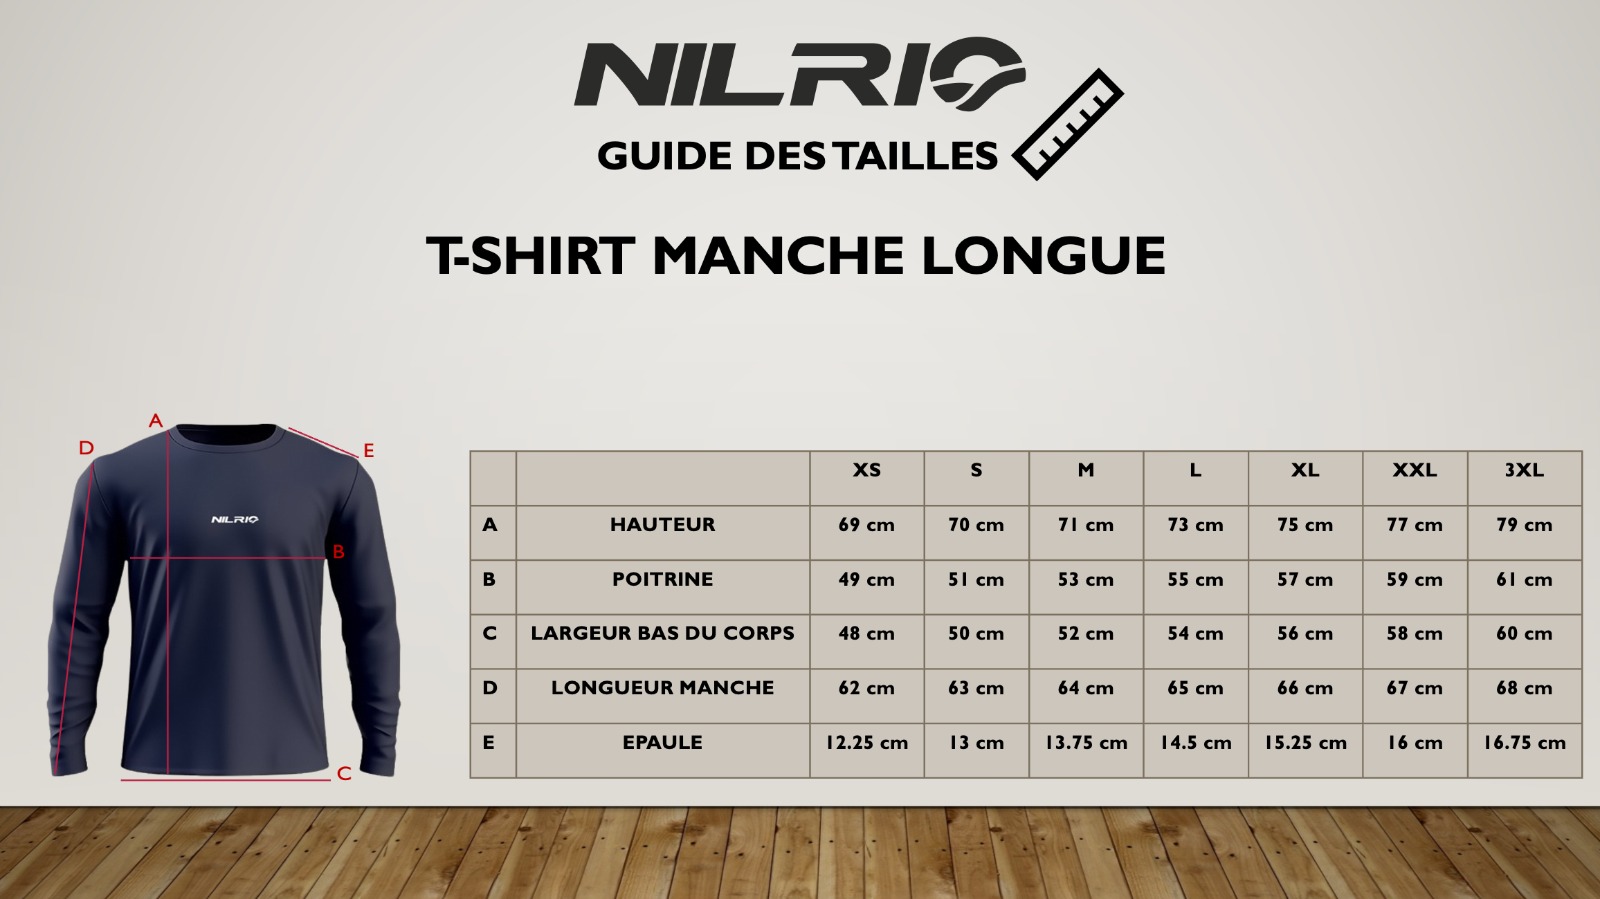 NILRIO
GUIDE DES TAILLES
T-SHIRT MANCHE LONGUE
A
D
E
NILRIO
B
C
XS S M L XL XXL 3XL
A HAUTEUR 69 cm 70 cm 71 cm 73 cm 75 cm 77 cm 79 cm
B POITRINE 49 cm 51 cm 53 cm 55 cm 57 cm 59 cm 61 cm
C LARGEUR BAS DU CORPS 48 cm 50 cm 52 cm 54 cm 56 cm 58 cm 60 cm
D LONGUEUR MANCHE 62 cm 63 cm 64 cm 65 cm 66 cm 67 cm 68 cm
E EPAULE 12.25 cm 13 cm 13.75 cm 14.5 cm 15.25 cm 16 cm 16.75 cm